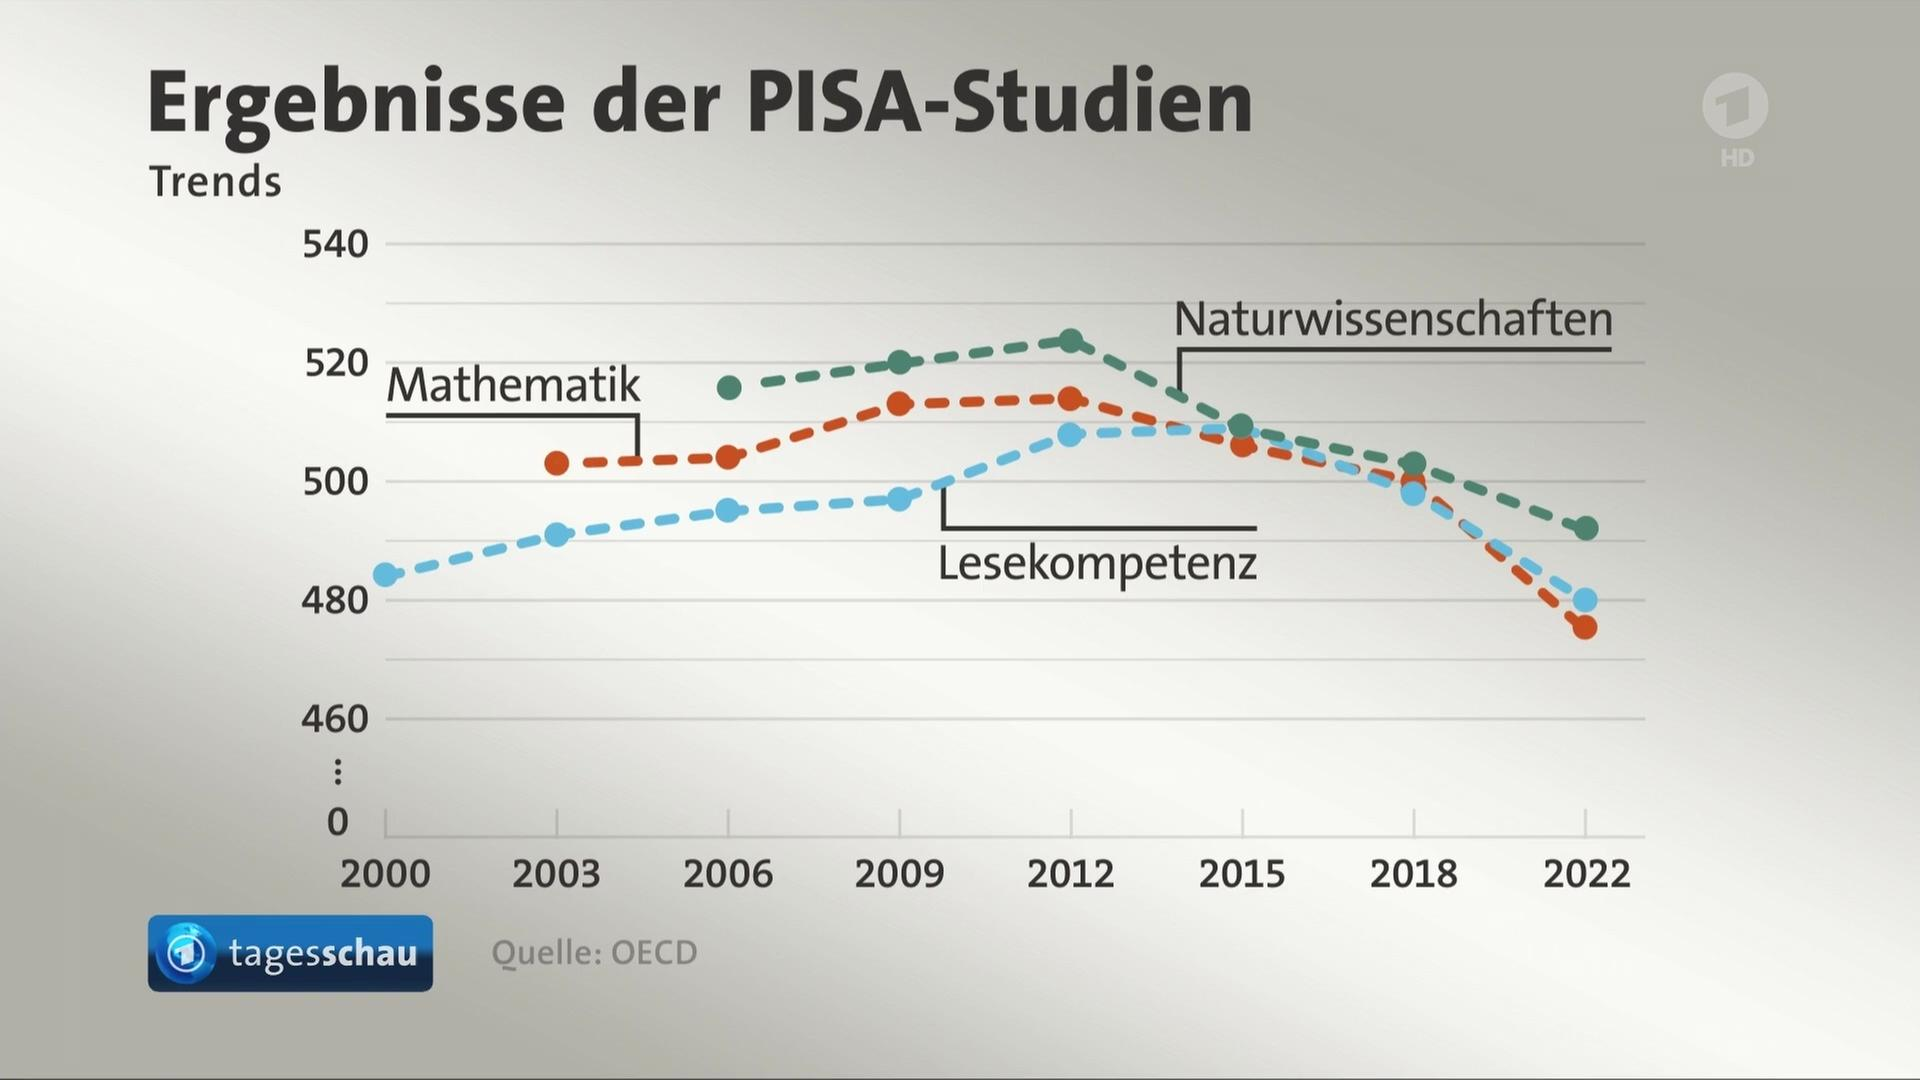 Ergebnisse der PISA-Studien
Trends
HD
540
520
500
480
460
0
Naturwissenschaften
Mathematik
Lesekompetenz
2000 2003 2006 2009 2012 2015 2018 2022
tagesschau
Quelle: OECD